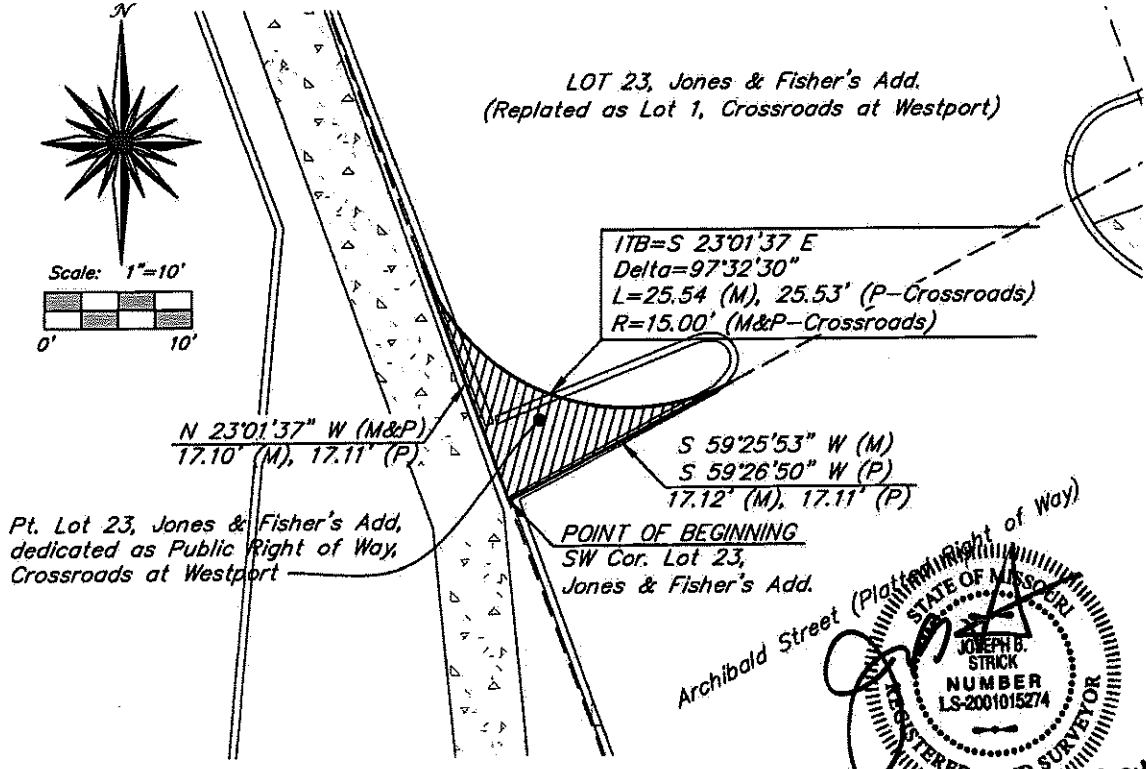 N
LOT 23, Jones & Fisher's Add.
(Replated as Lot 1, Crossroads at Westport)
Scale: 1"=10'
0' 10'
ITB=S 23°01'37 E
Delta=97°32'30"
L=25.54 (M), 25.53' (P-Crossroads)
R=15.00' (M&P-Crossroads)
N 23°01'37" W (M&P)
17.10' (M), 17.11' (P)
S 59°25'53" W (M)
S 59°26'50" W (P)
17.12' (M), 17.11' (P)
Pt. Lot 23, Jones & Fisher's Add,
dedicated as Public Right of Way,
Crossroads at Westport
POINT OF BEGINNING
SW Cor. Lot 23,
Jones & Fisher's Add.
Archibald Street (Platted Right of Way)
STATE OF MISSOURI
JOSEPH B.
STRICK
NUMBER
LS-2001015274
REGISTERED LAND SURVEYOR